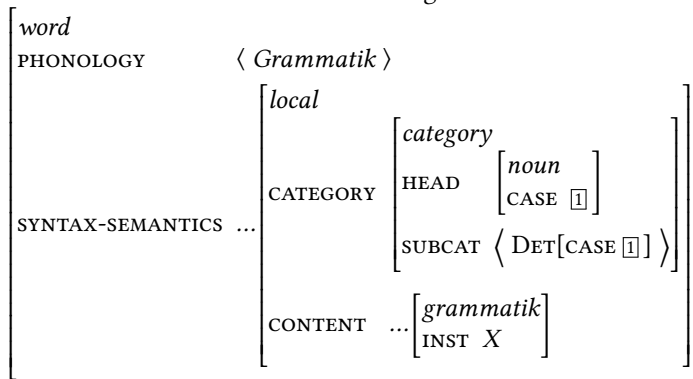 word
PHONOLOGY ⟨ Grammatik ⟩
local
category
HEAD noun
CASE 1
CATEGORY
SUBCAT ⟨ DET[CASE 1] ⟩
SYNTAX-SEMANTICS ...
CONTENT ... grammatik
INST X